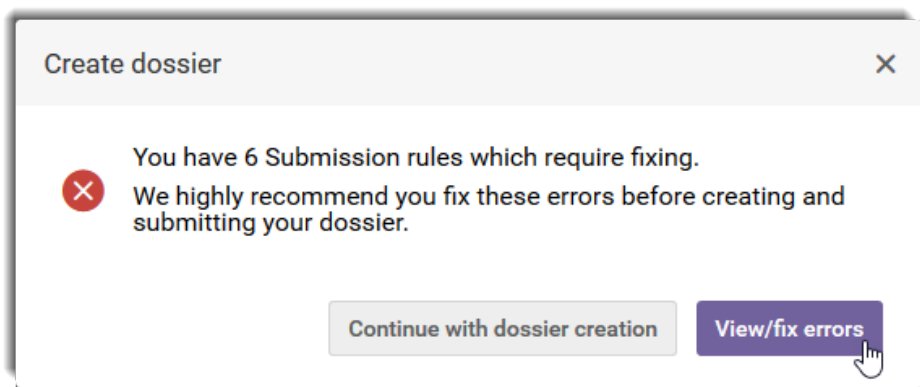 Create dossier
You have 6 Submission rules which require fixing.
We highly recommend you fix these errors before creating and
submitting your dossier.
Continue with dossier creation
View/fix errors